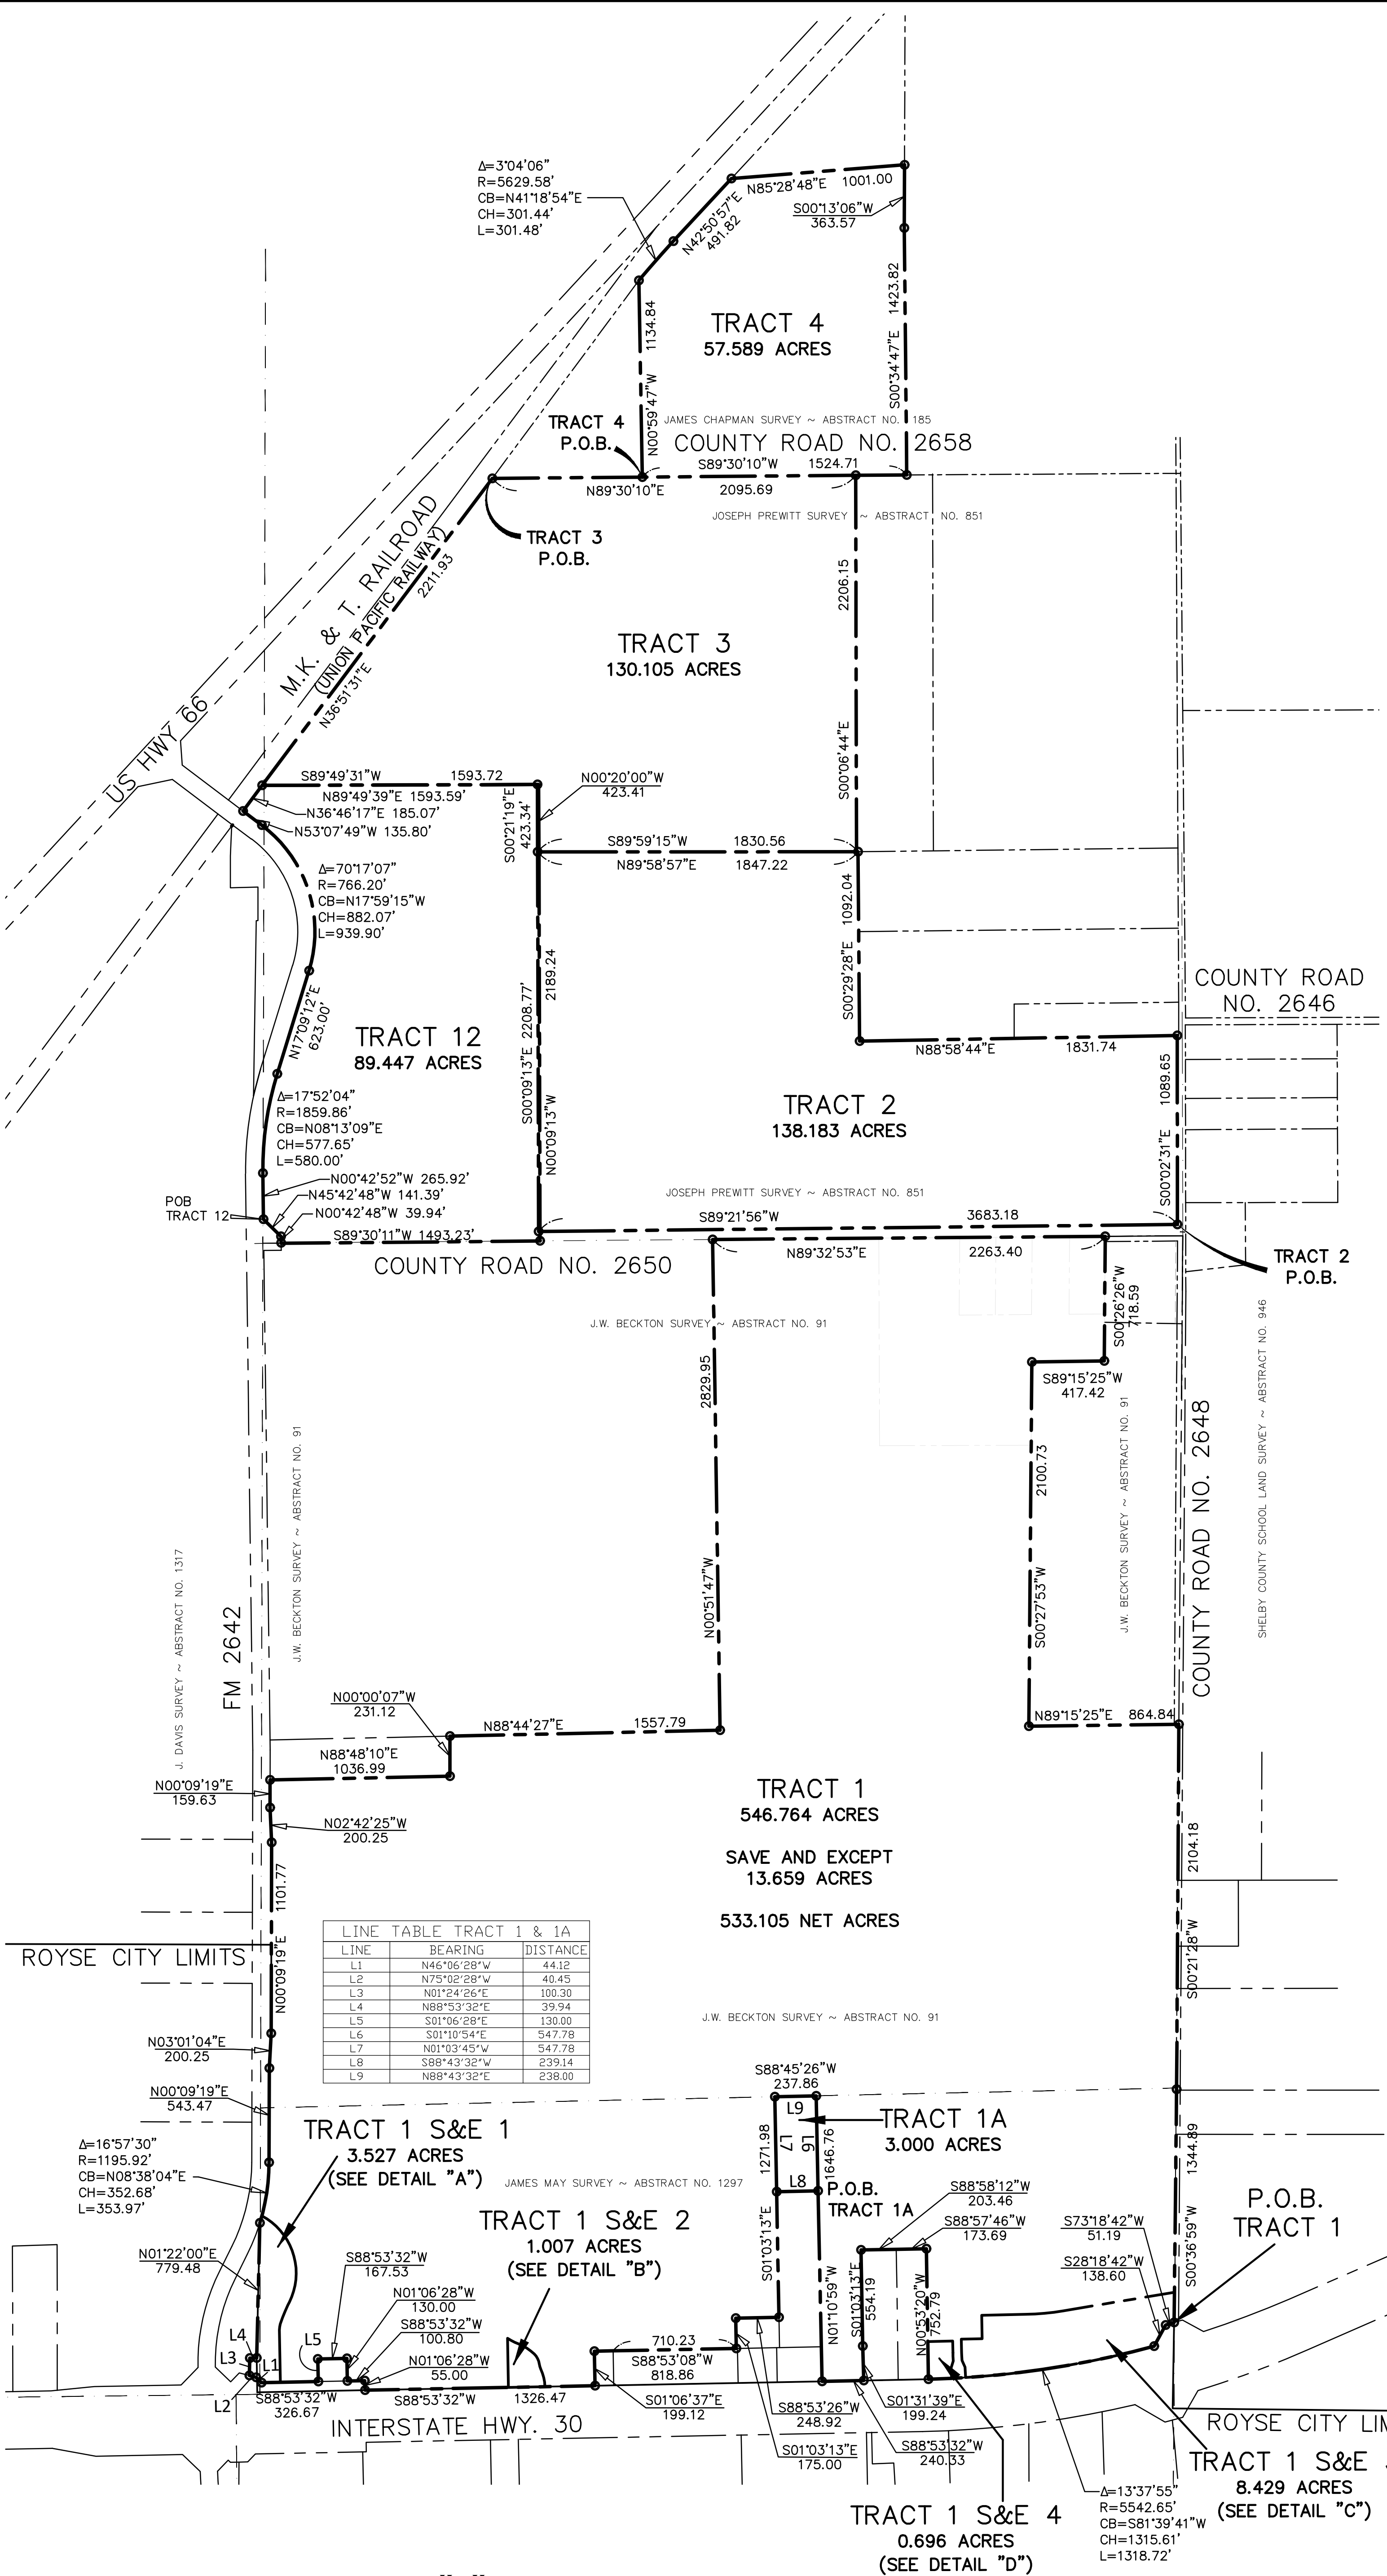 Δ=3°04'06"
R=5629.58'
CB=N41°18'54"E
CH=301.44'
L=301.48'
N85°28'48"E 1001.00
S00°13'06"W
363.57
N42°50'57"E
491.82
1134.84
N00°59'47"W
TRACT 4
57.589 ACRES
S00°34'47"E 1423.82
TRACT 4
P.O.B.
JAMES CHAPMAN SURVEY ~ ABSTRACT NO. 185
COUNTY ROAD NO. 2658
S89°30'10"W 1524.71
N89°30'10"E 2095.69
JOSEPH PREWITT SURVEY ~ ABSTRACT NO. 851
TRACT 3
P.O.B.
M.K. & T. RAILROAD
(UNION PACIFIC RAILWAY)
2211.93
N36°51'31"E
US HWY 66
TRACT 3
130.105 ACRES
2206.15
S00°06'44"E
S89°49'31"W 1593.72
N89°49'39"E 1593.59'
N36°46'17"E 185.07'
N53°07'49"W 135.80'
N00°20'00"W
423.41
S00°21'19"E
423.34'
S89°59'15"W 1830.56
N89°58'57"E 1847.22
Δ=70°17'07"
R=766.20'
CB=N17°59'15"W
CH=882.07'
L=939.90'
1092.04
S00°29'28"E
2189.24
S00°09'13"E 2208.77'
N00°09'13"W
N17°09'12"E
623.00'
TRACT 12
89.447 ACRES
COUNTY ROAD
NO. 2646
N88°58'44"E 1831.74
1089.65
S00°02'31"E
TRACT 2
138.183 ACRES
Δ=17°52'04"
R=1859.86'
CB=N08°13'09"E
CH=577.65'
L=580.00'
N00°42'52"W 265.92'
N45°42'48"W 141.39'
N00°42'48"W 39.94'
POB
TRACT 12
JOSEPH PREWITT SURVEY ~ ABSTRACT NO. 851
S89°21'56"W 3683.18
S89°30'11"W 1493.23'
COUNTY ROAD NO. 2650
N89°32'53"E 2263.40
TRACT 2
P.O.B.
S00°26'26"W
718.59
J.W. BECKTON SURVEY ~ ABSTRACT NO. 91
S89°15'25"W
417.42
2829.95
N00°51'47"W
2100.73
S00°27'53"W
J.W. BECKTON SURVEY ~ ABSTRACT NO. 91
J.W. BECKTON SURVEY ~ ABSTRACT NO. 91
COUNTY ROAD NO. 2648
SHELBY COUNTY SCHOOL LAND SURVEY ~ ABSTRACT NO. 946
J. DAVIS SURVEY ~ ABSTRACT NO. 1317
FM 2642
N00°00'07"W
231.12
N88°44'27"E 1557.79
N88°48'10"E
1036.99
N89°15'25"E 864.84
N00°09'19"E
159.63
N02°42'25"W
200.25
TRACT 1
546.764 ACRES
SAVE AND EXCEPT
13.659 ACRES
533.105 NET ACRES
1101.77
N00°09'19"E
2104.18
S00°21'28"W
ROYSE CITY LIMITS
LINE TABLE TRACT 1 & 1A
LINE BEARING DISTANCE
L1 N46°06'28"W 44.12
L2 N75°02'28"W 40.45
L3 N01°24'26"E 100.30
L4 N88°53'32"E 39.94
L5 S01°06'28"E 130.00
L6 S01°10'54"E 547.78
L7 N01°03'45"W 547.78
L8 S88°43'32"W 239.14
L9 N88°43'32"E 238.00
J.W. BECKTON SURVEY ~ ABSTRACT NO. 91
N03°01'04"E
200.25
N00°09'19"E
543.47
S88°45'26"W
237.86
L9
L7
L6
L8
1271.98
1646.76
TRACT 1A
3.000 ACRES
P.O.B.
TRACT 1A
TRACT 1 S&E 1
3.527 ACRES
(SEE DETAIL "A")
JAMES MAY SURVEY ~ ABSTRACT NO. 1297
Δ=16°57'30"
R=1195.92'
CB=N08°38'04"E
CH=352.68'
L=353.97'
1344.89
S00°36'59"W
S88°58'12"W
203.46
S88°57'46"W
173.69
P.O.B.
TRACT 1
S73°18'42"W
51.19
S28°18'42"W
138.60
TRACT 1 S&E 2
1.007 ACRES
(SEE DETAIL "B")
N01°22'00"E
779.48
S88°53'32"W
167.53
N01°06'28"W
130.00
S88°53'32"W
100.80
N01°06'28"W
55.00
S01°03'13"E
N01°10'59"W
S01°03'13"E
554.19
N00°53'20"W
752.79
L4
L3
L1
L2
L5
S88°53'32"W
326.67
S88°53'32"W 1326.47
710.23
S88°53'08"W
818.86
S01°06'37"E
199.12
S88°53'26"W
248.92
S01°03'13"E
175.00
S01°31'39"E
199.24
S88°53'32"W
240.33
INTERSTATE HWY. 30
ROYSE CITY LIM
TRACT 1 S&E
8.429 ACRES
(SEE DETAIL "C")
TRACT 1 S&E 4
0.696 ACRES
(SEE DETAIL "D")
Δ=13°37'55"
R=5542.65'
CB=S81°39'41"W
CH=1315.61'
L=1318.72'